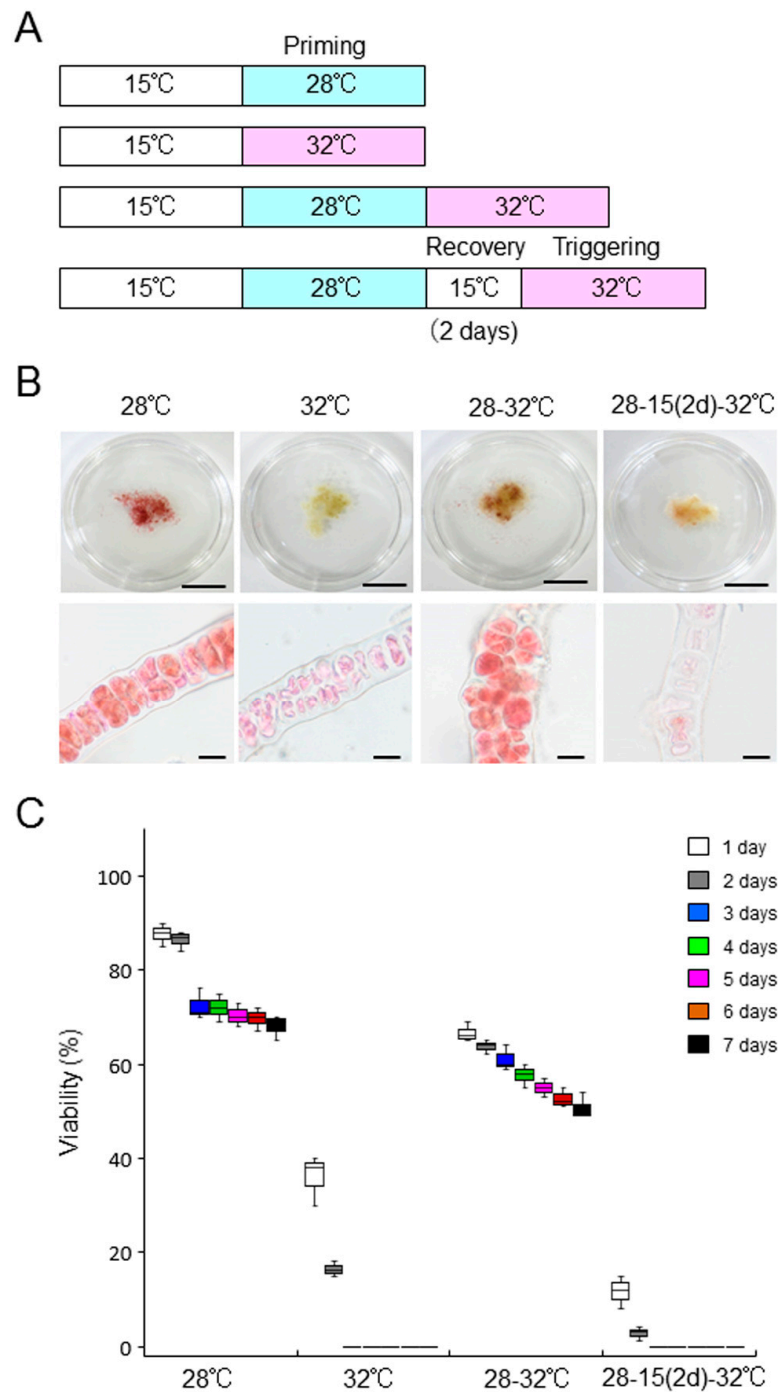 A
Priming
15℃ 28℃
15℃ 32℃
15℃ 28℃ 32℃
Recovery Triggering
15℃ 28℃ 15℃ 32℃
(2 days)
B
28℃ 32℃ 28-32℃ 28-15(2d)-32℃
C
1 day
2 days
3 days
4 days
5 days
6 days
7 days
Viability (%)
100
80
60
40
20
0
28℃ 32℃ 28-32℃ 28-15(2d)-32℃